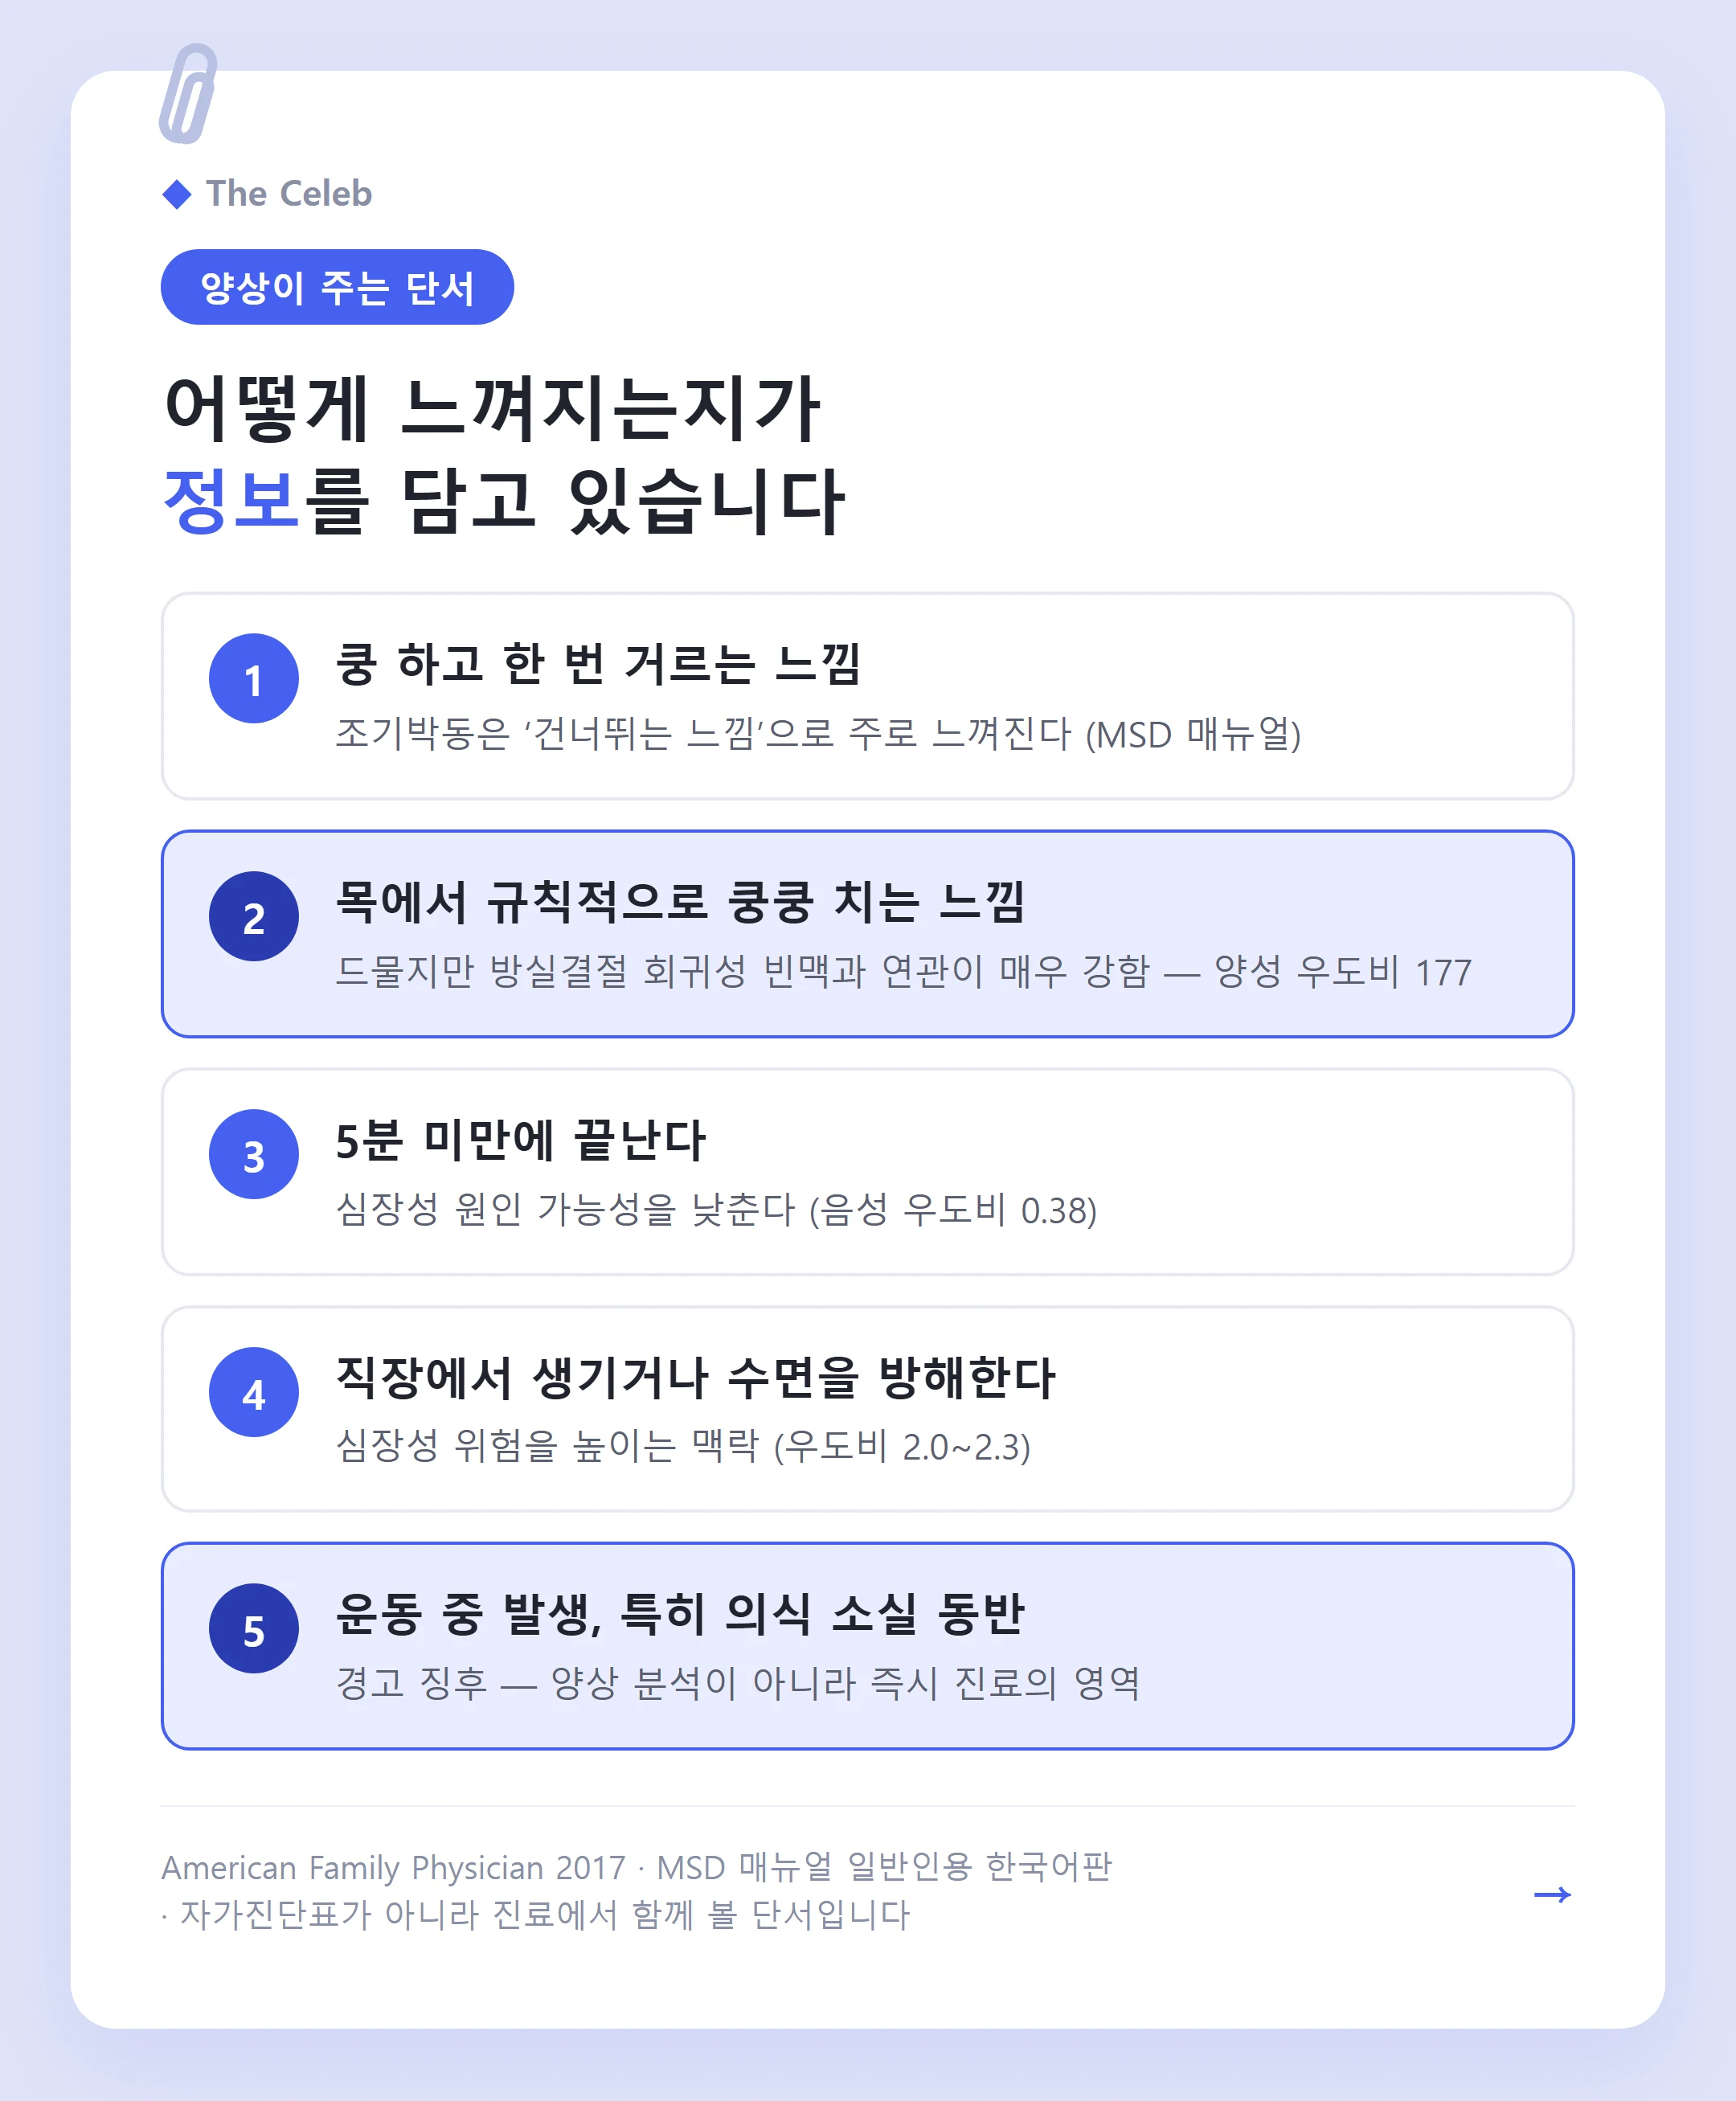 The Celeb
양상이 주는 단서
어떻게 느껴지는지가
정보를 담고 있습니다
1
쿵 하고 한 번 거르는 느낌
조기박동은 ‘건너뛰는 느낌’으로 주로 느껴진다 (MSD 매뉴얼)
2
목에서 규칙적으로 쿵쿵 치는 느낌
드물지만 방실결절 회귀성 빈맥과 연관이 매우 강함 — 양성 우도비 177
3
5분 미만에 끝난다
심장성 원인 가능성을 낮춘다 (음성 우도비 0.38)
4
직장에서 생기거나 수면을 방해한다
심장성 위험을 높이는 맥락 (우도비 2.0~2.3)
5
운동 중 발생, 특히 의식 소실 동반
경고 징후 — 양상 분석이 아니라 즉시 진료의 영역
American Family Physician 2017 · MSD 매뉴얼 일반인용 한국어판
· 자가진단표가 아니라 진료에서 함께 볼 단서입니다
→